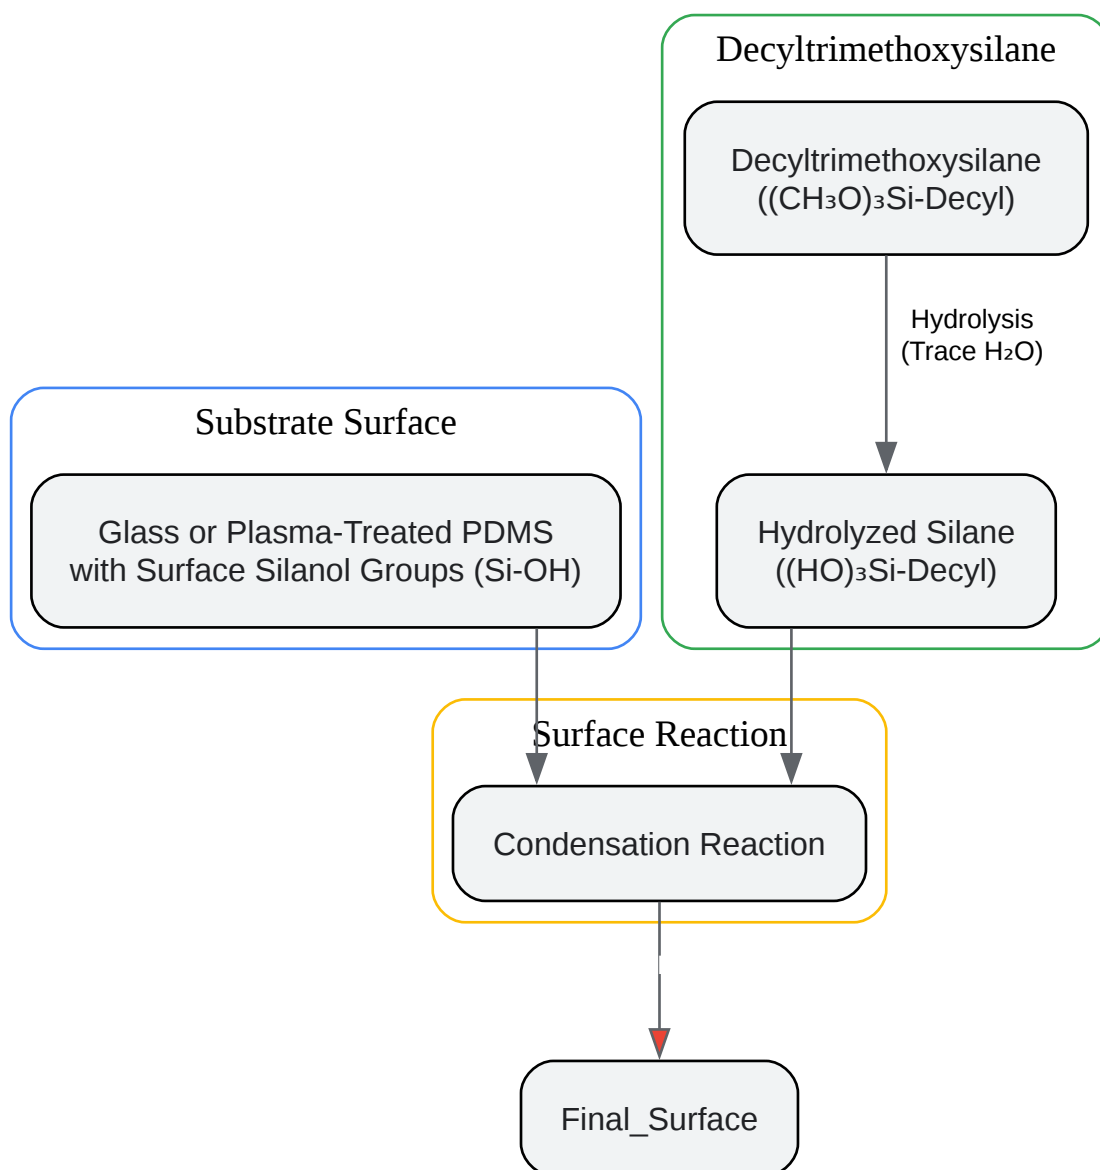 Decyltrimethoxysilane
Decyltrimethoxysilane
((CH₃O)₃Si-Decyl)
Hydrolysis
(Trace H₂O)
Substrate Surface
Glass or Plasma-Treated PDMS
with Surface Silanol Groups (Si-OH)
Hydrolyzed Silane
((HO)₃Si-Decyl)
Surface Reaction
Condensation Reaction
Final_Surface